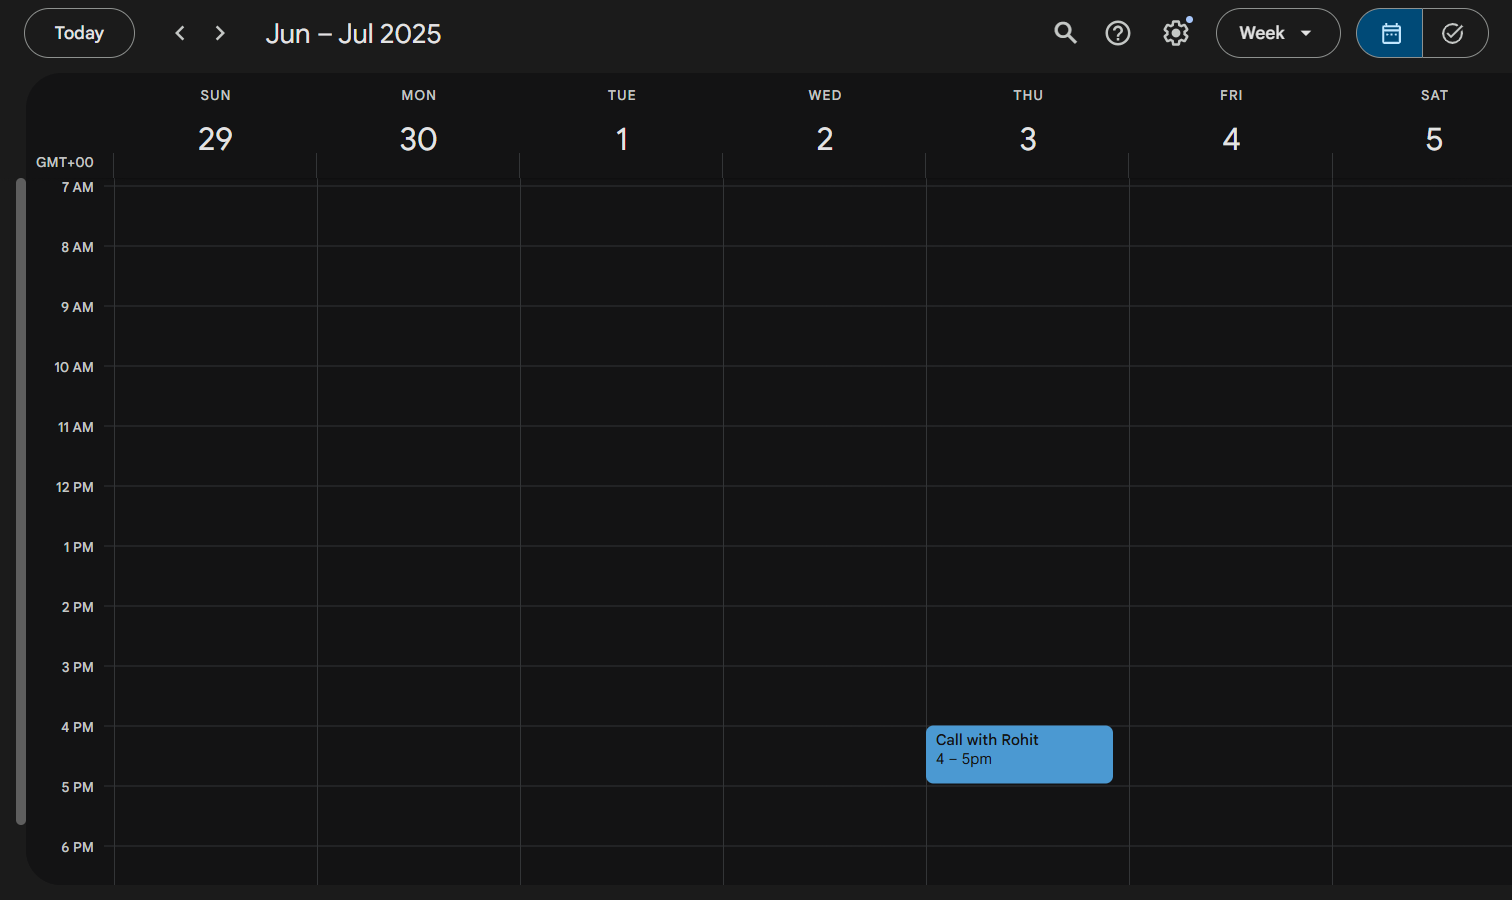 Today
Jun – Jul 2025
Week
SUN MON TUE WED THU FRI SAT
29 30 1 2 3 4 5
GMT+00
7 AM
8 AM
9 AM
10 AM
11 AM
12 PM
1 PM
2 PM
3 PM
4 PM
Call with Rohit
4 – 5pm
5 PM
6 PM